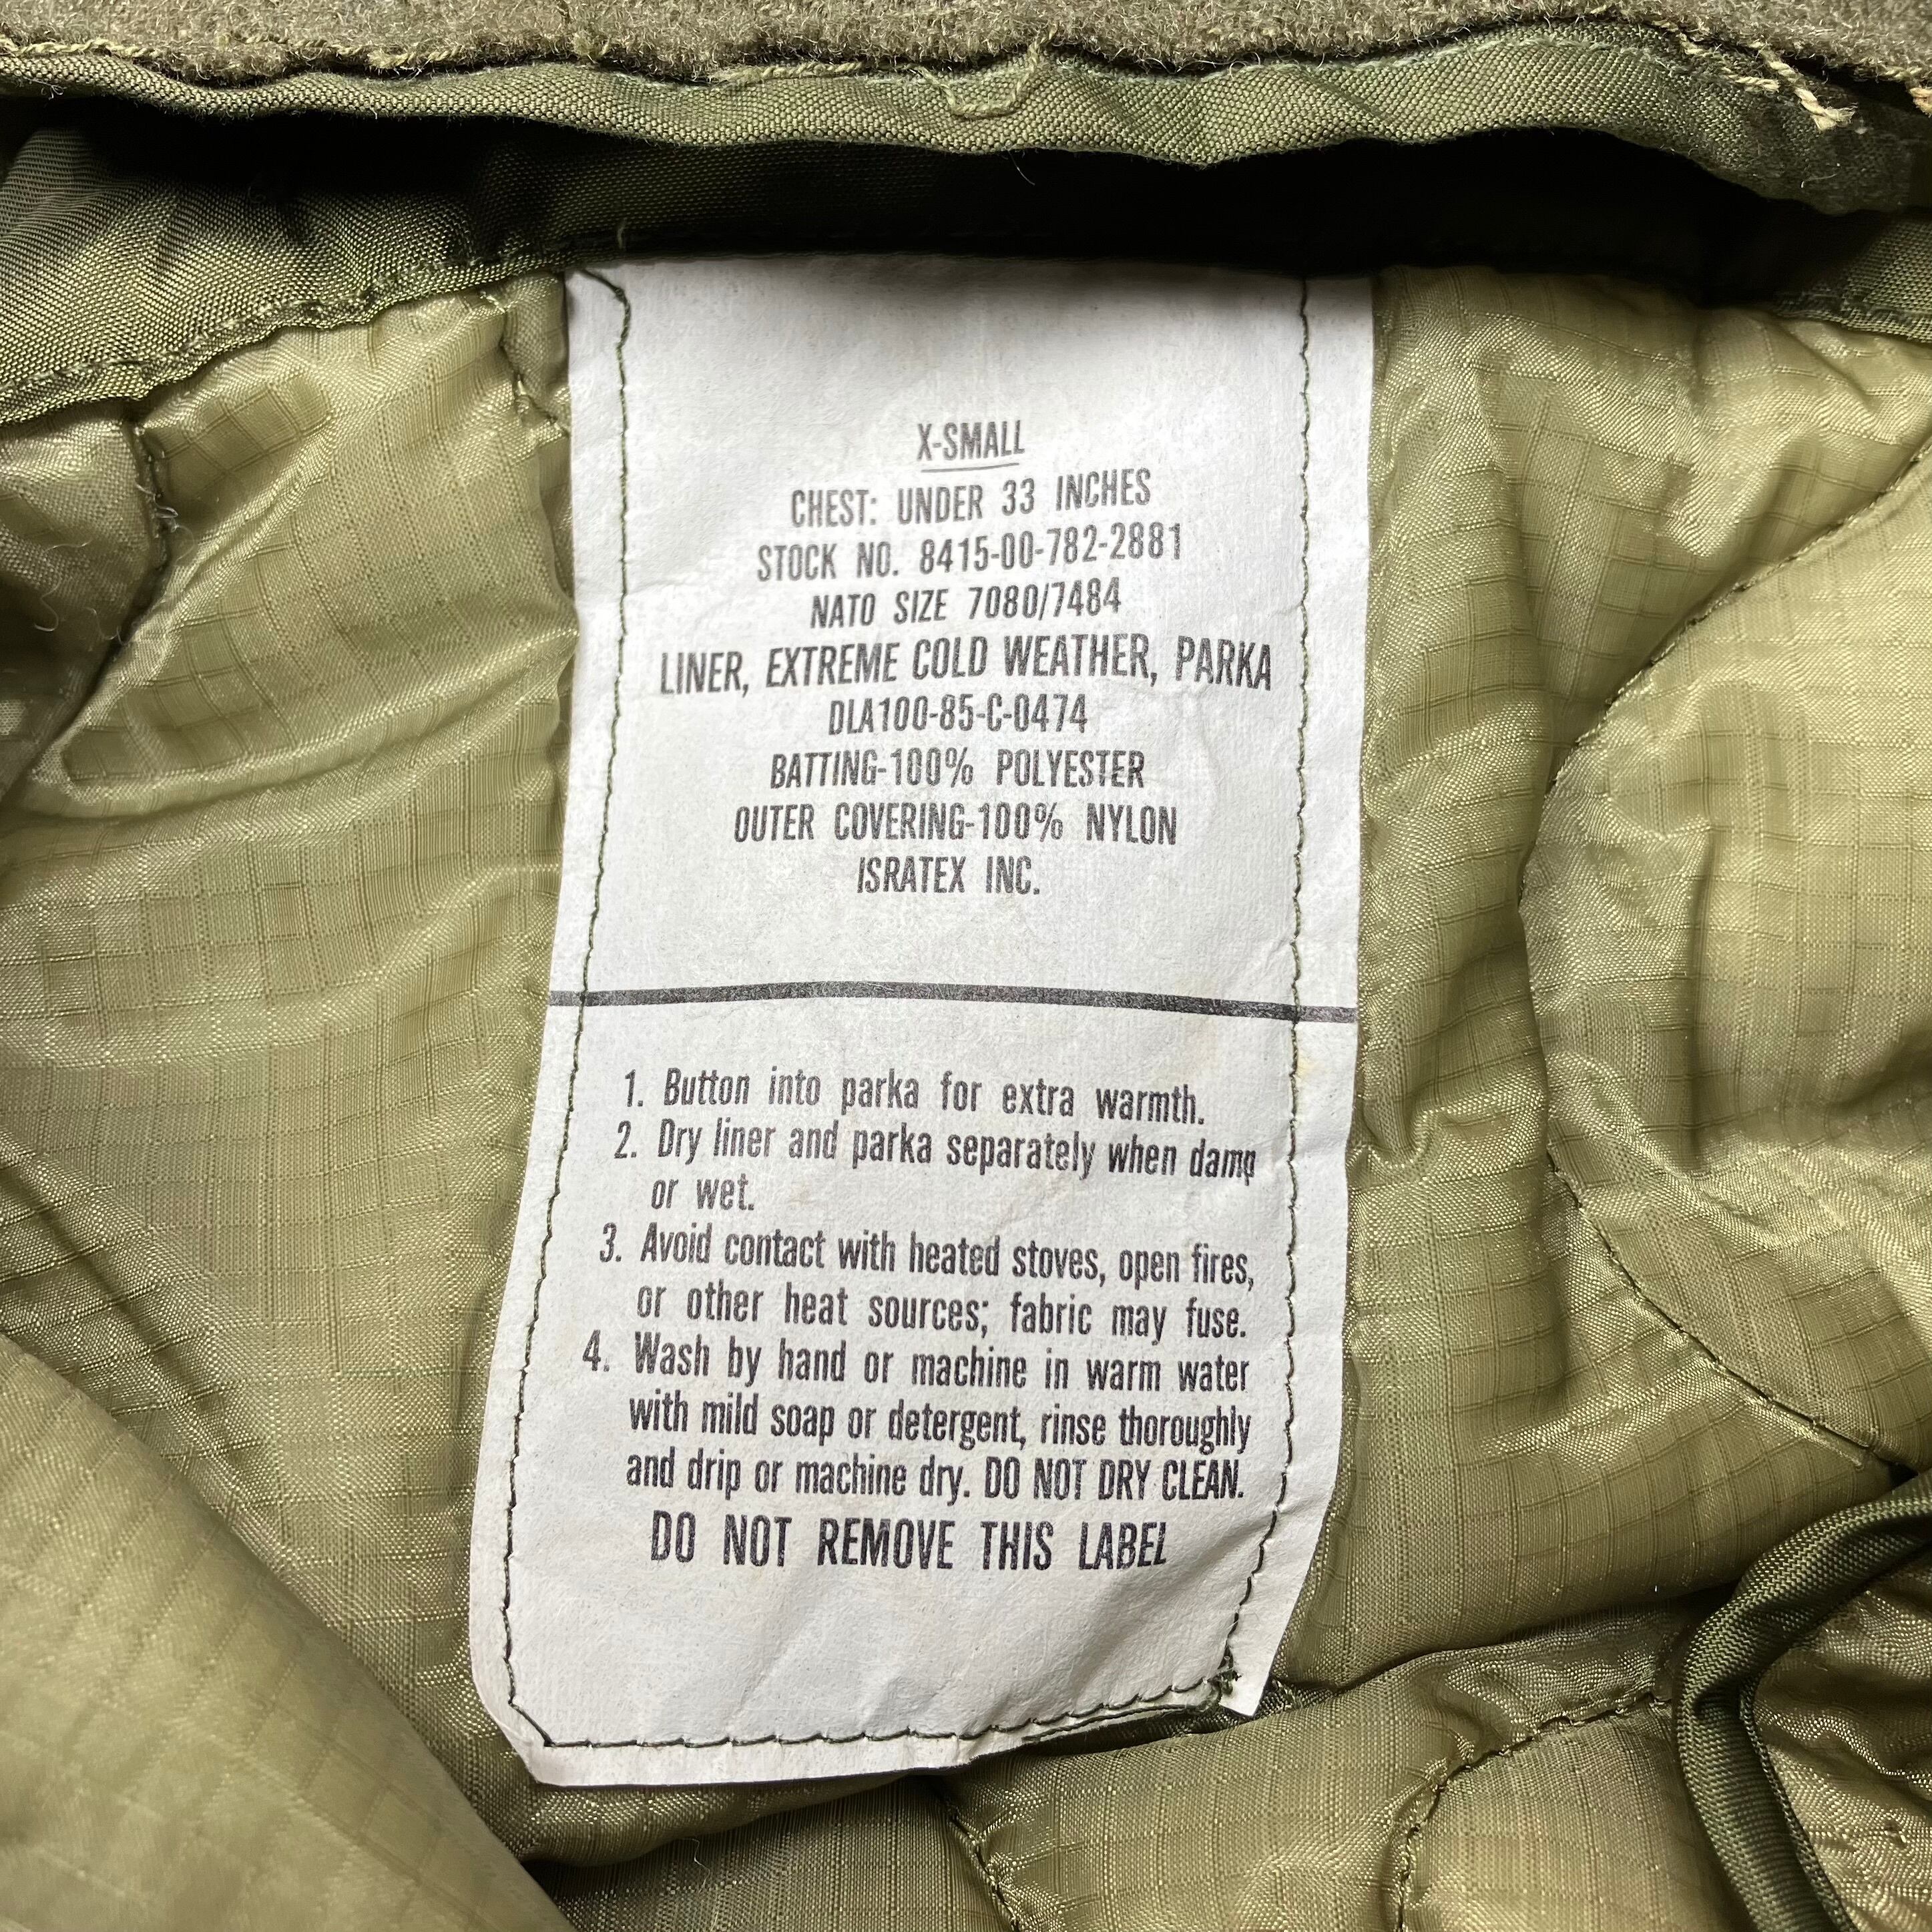 X-SMALL
CHEST: UNDER 33 INCHES
STOCK NO. 8415-00-782-2881
NATO SIZE 7080/7484
LINER, EXTREME COLD WEATHER, PARKA
DLA100-85-C-0474
BATTING-100% POLYESTER
OUTER COVERING-100% NYLON
ISRATEX INC.
1. Button into parka for extra warmth.
2. Dry liner and parka separately when damp
or wet.
3. Avoid contact with heated stoves, open fires,
or other heat sources; fabric may fuse.
4. Wash by hand or machine in warm water
with mild soap or detergent, rinse thoroughly
and drip or machine dry. DO NOT DRY CLEAN.
DO NOT REMOVE THIS LABEL